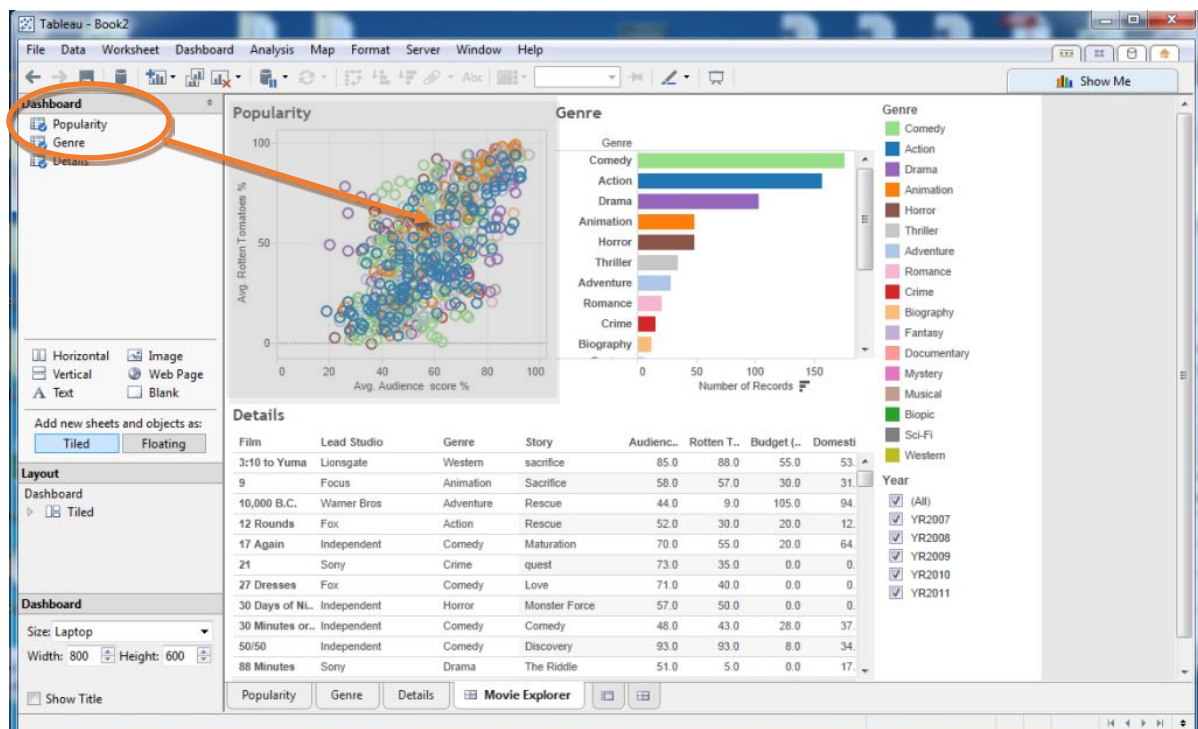 Tableau - Book2
File Data Worksheet Dashboard Analysis Map Format Server Window Help
Abc
Show Me
Dashboard
Popularity
Genre
Details
Horizontal Image
Vertical Web Page
A Text Blank
Add new sheets and objects as:
Tiled Floating
Layout
Dashboard
Tiled
Dashboard
Size: Laptop
Width: 800 Height: 600
Show Title
Popularity
100
50
0
Avg. Rotten Tomatoes %
0 20 40 60 80 100
Avg. Audience score %
Genre
Genre
Comedy
Action
Drama
Animation
Horror
Thriller
Adventure
Romance
Crime
Biography
0 50 100 150
Number of Records
Details
Film Lead Studio Genre Story Audienc.. Rotten T.. Budget (.. Domesti
3:10 to Yuma Lionsgate Western sacrifice 85.0 88.0 55.0 53.
9 Focus Animation Sacrifice 58.0 57.0 30.0 31.
10,000 B.C. Warner Bros Adventure Rescue 44.0 9.0 105.0 94.
12 Rounds Fox Action Rescue 52.0 30.0 20.0 12.
17 Again Independent Comedy Maturation 70.0 55.0 20.0 64.
21 Sony Crime quest 73.0 35.0 0.0 0.
27 Dresses Fox Comedy Love 71.0 40.0 0.0 0.
30 Days of Ni.. Independent Horror Monster Force 57.0 50.0 0.0 0.
30 Minutes or.. Independent Comedy Comedy 48.0 43.0 28.0 37.
50/50 Independent Comedy Discovery 93.0 93.0 8.0 34.
88 Minutes Sony Drama The Riddle 51.0 5.0 0.0 17.
Genre
Comedy
Action
Drama
Animation
Horror
Thriller
Adventure
Romance
Crime
Biography
Fantasy
Documentary
Mystery
Musical
Biopic
Sci-Fi
Western
Year
(All)
YR2007
YR2008
YR2009
YR2010
YR2011
Popularity Genre Details Movie Explorer